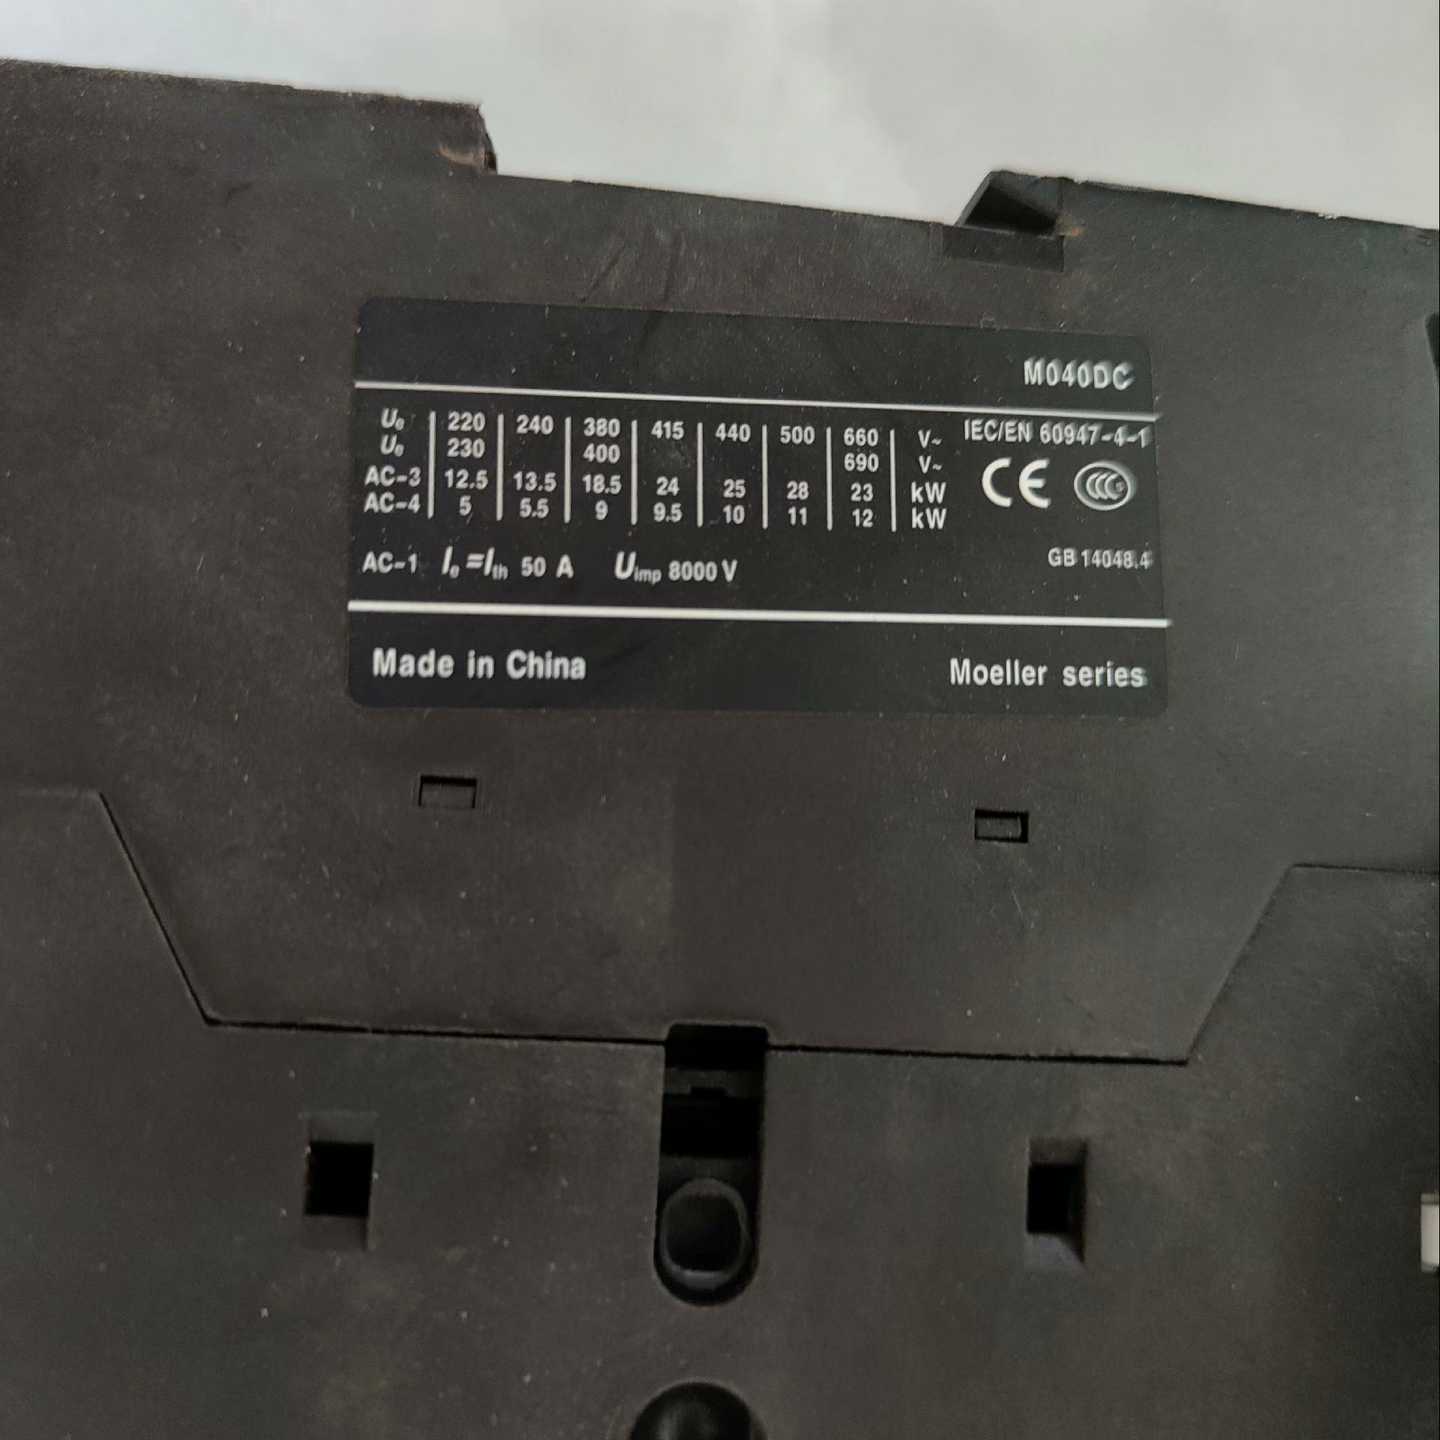 M040DC
Ue 220 240 380 415 440 500 660 V~ IEC/EN 60947-4-1
Ue 230 400 690 V~
AC-3 12.5 13.5 18.5 24 25 28 23 kW CE CCC
AC-4 5 5.5 9 9.5 10 11 12 kW
AC-1 Ie=Ith 50 A Uimp 8000 V GB 14048.4
Made in China Moeller series